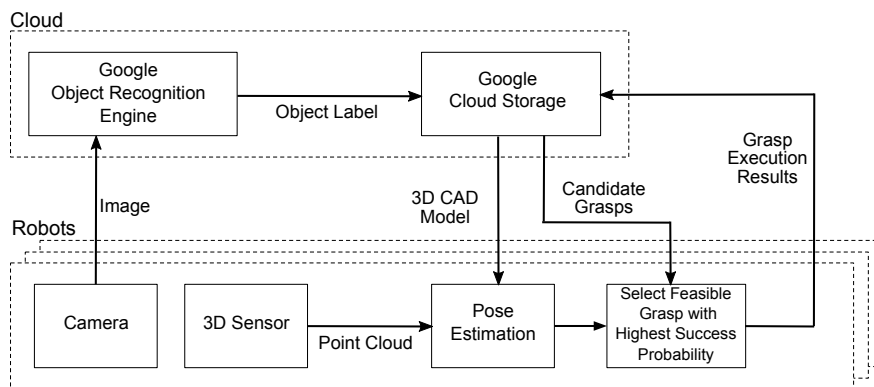 Cloud
Google
Object Recognition
Engine
Object Label
Google
Cloud Storage
Image
3D CAD
Model
Candidate
Grasps
Grasp
Execution
Results
Robots
Camera
3D Sensor
Point Cloud
Pose
Estimation
Select Feasible
Grasp with
Highest Success
Probability